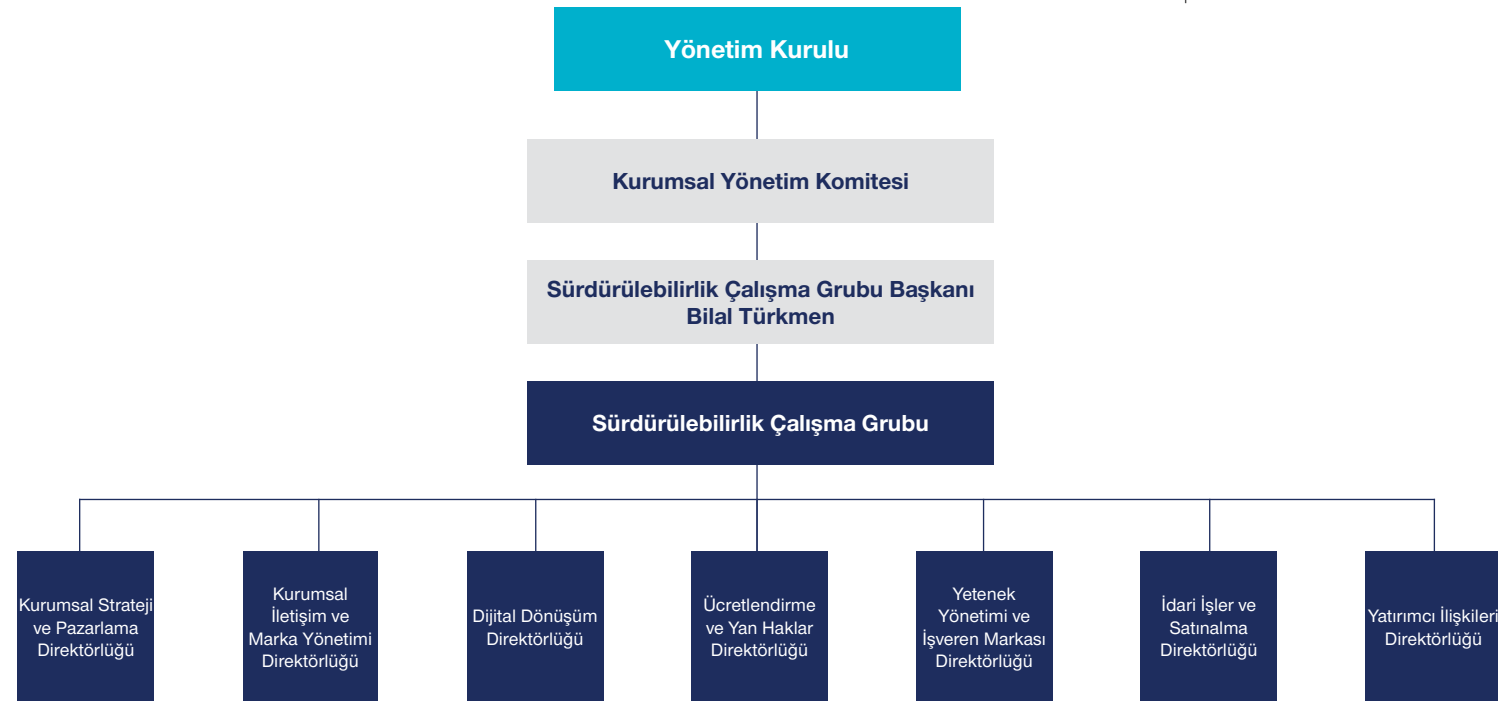 Yönetim Kurulu
Kurumsal Yönetim Komitesi
Sürdürülebilirlik Çalışma Grubu Başkanı
Bilal Türkmen
Sürdürülebilirlik Çalışma Grubu
Kurumsal Strateji
ve Pazarlama
Direktörlüğü
Kurumsal
İletişim ve
Marka Yönetimi
Direktörlüğü
Dijital Dönüşüm
Direktörlüğü
Ücretlendirme
ve Yan Haklar
Direktörlüğü
Yetenek
Yönetimi ve
İşveren Markası
Direktörlüğü
İdari İşler ve
Satınalma
Direktörlüğü
Yatırımcı İlişkileri
Direktörlüğü